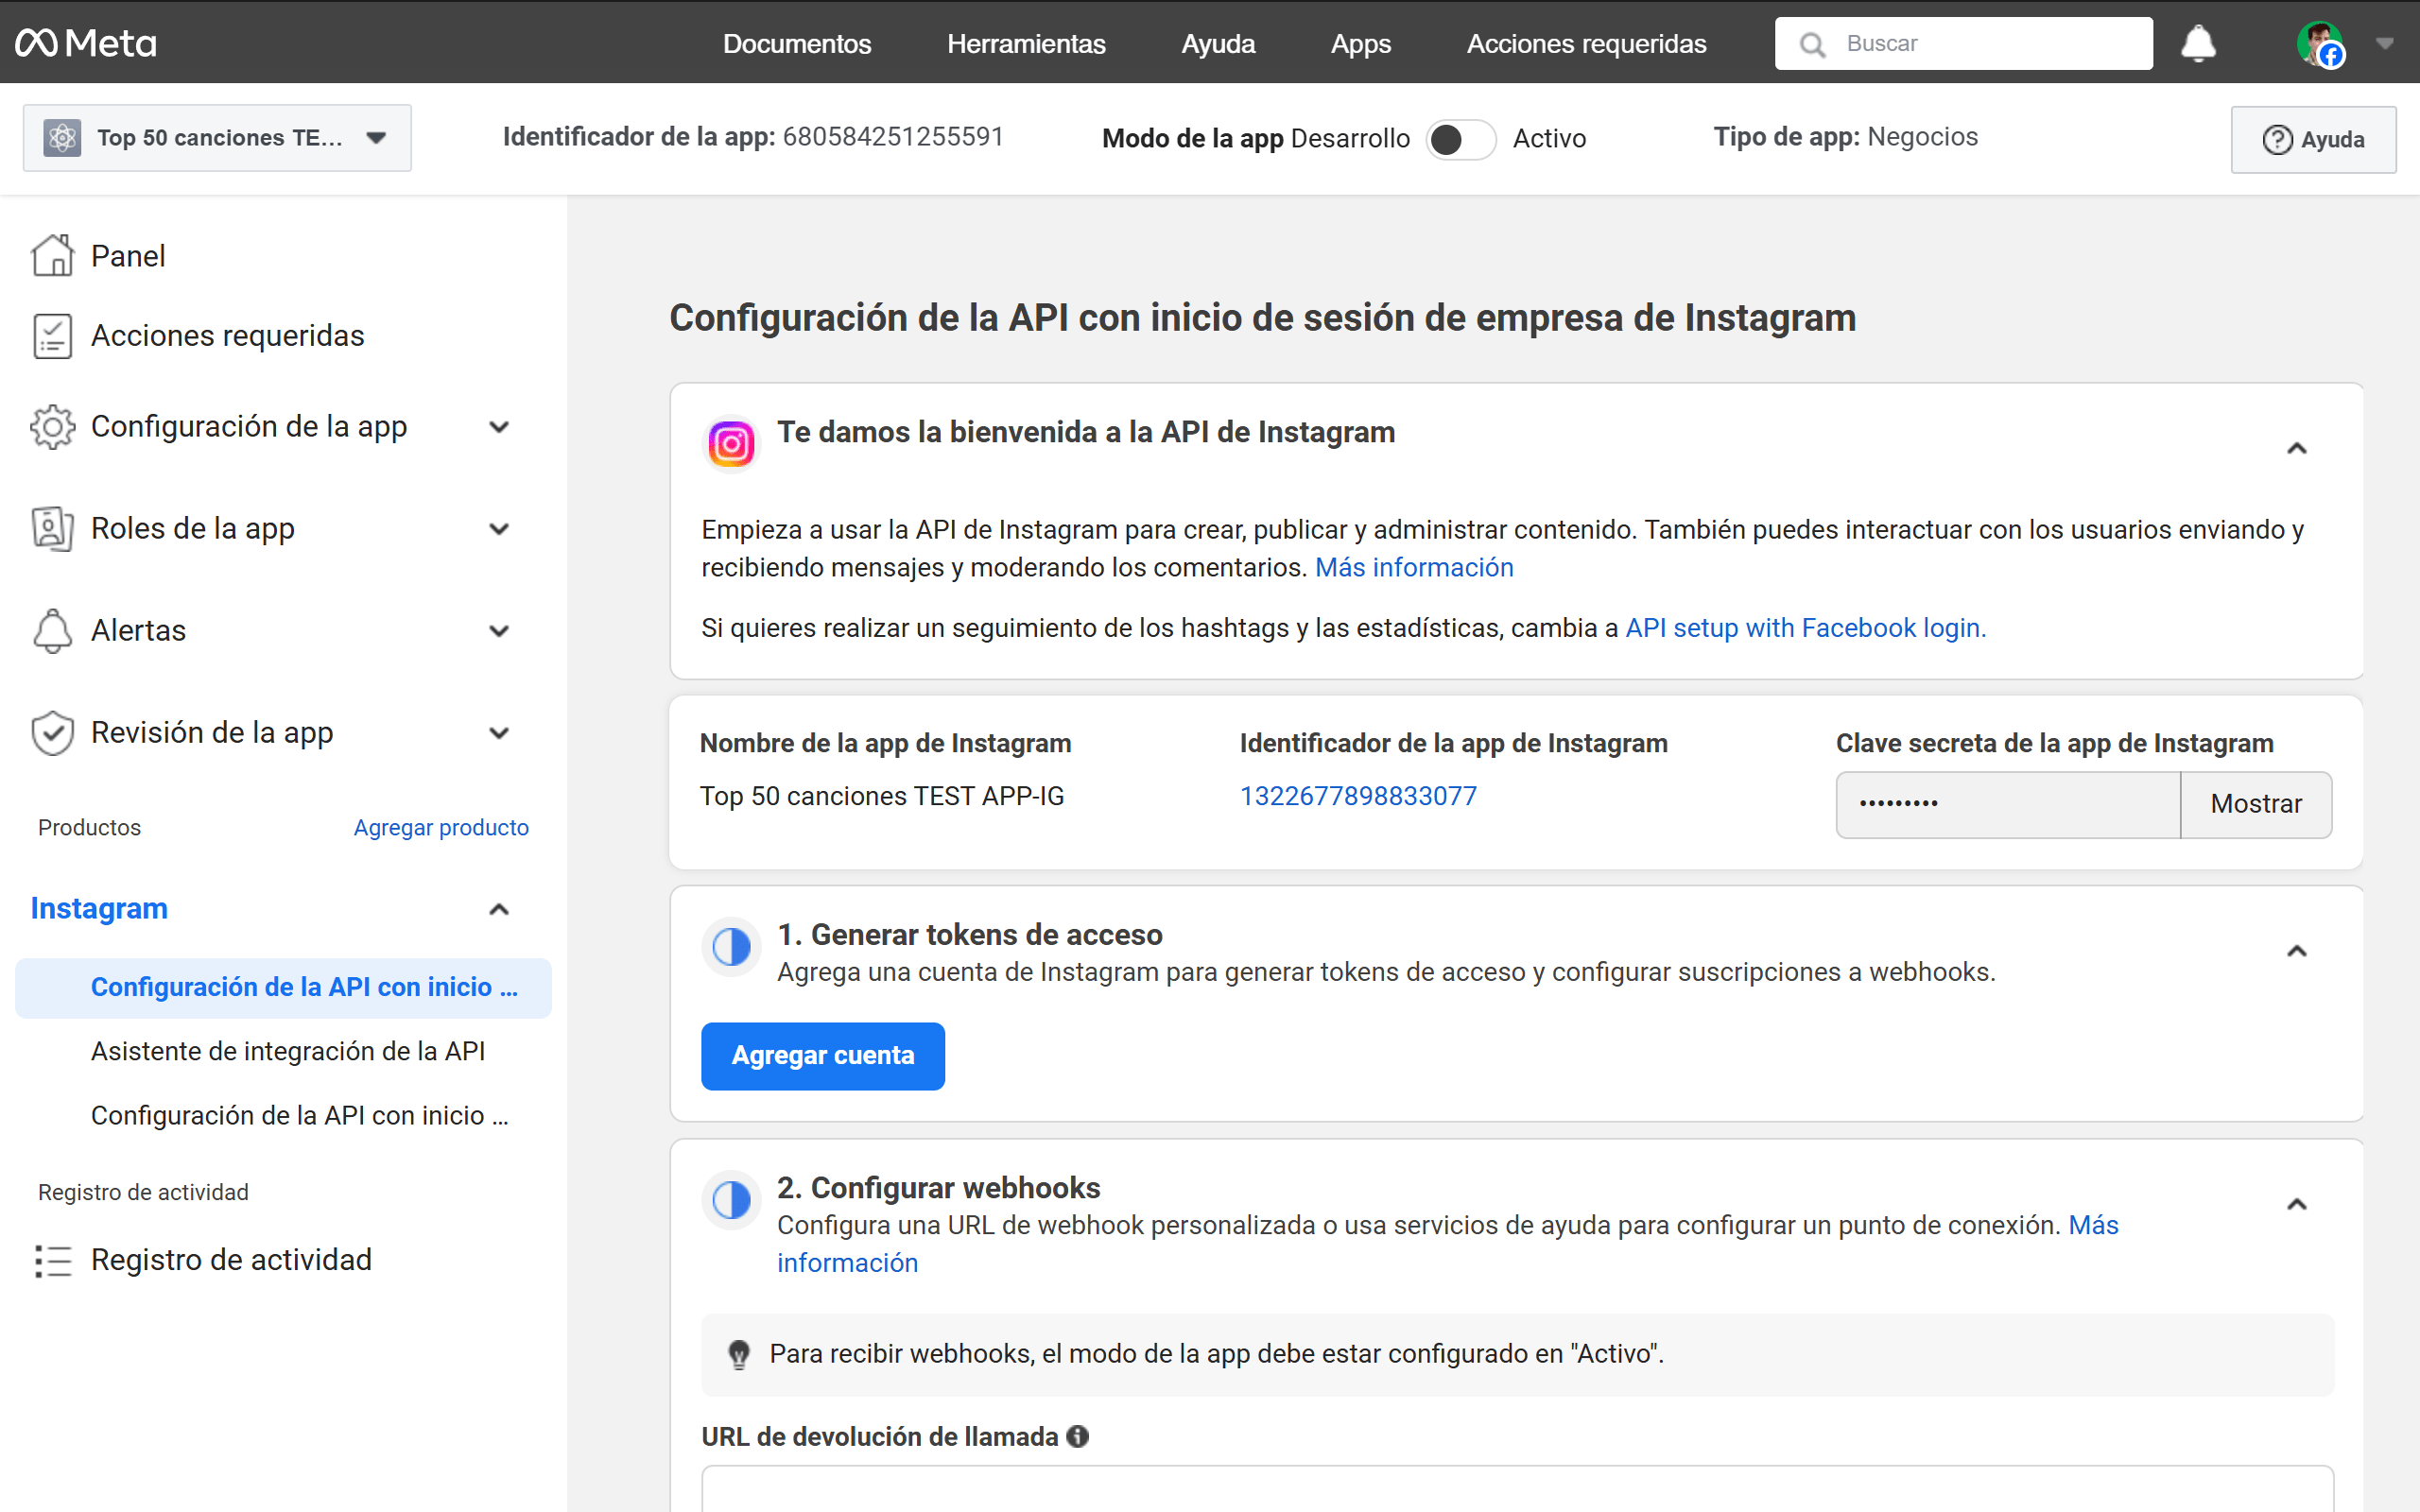 Meta
Documentos
Herramientas
Ayuda
Apps
Acciones requeridas
Buscar
Top 50 canciones TE...
Identificador de la app: 680584251255591
Modo de la app Desarrollo
Activo
Tipo de app: Negocios
Ayuda
Panel
Acciones requeridas
Configuración de la app
Roles de la app
Alertas
Revisión de la app
Productos
Agregar producto
Instagram
Configuración de la API con inicio ...
Asistente de integración de la API
Configuración de la API con inicio ...
Registro de actividad
Registro de actividad
Configuración de la API con inicio de sesión de empresa de Instagram
Te damos la bienvenida a la API de Instagram
Empieza a usar la API de Instagram para crear, publicar y administrar contenido. También puedes interactuar con los usuarios enviando y
recibiendo mensajes y moderando los comentarios. Más información
Si quieres realizar un seguimiento de los hashtags y las estadísticas, cambia a API setup with Facebook login.
Nombre de la app de Instagram
Top 50 canciones TEST APP-IG
Identificador de la app de Instagram
1322677898833077
Clave secreta de la app de Instagram
•••••••••
Mostrar
1. Generar tokens de acceso
Agrega una cuenta de Instagram para generar tokens de acceso y configurar suscripciones a webhooks.
Agregar cuenta
2. Configurar webhooks
Configura una URL de webhook personalizada o usa servicios de ayuda para configurar un punto de conexión. Más
información
Para recibir webhooks, el modo de la app debe estar configurado en "Activo".
URL de devolución de llamada